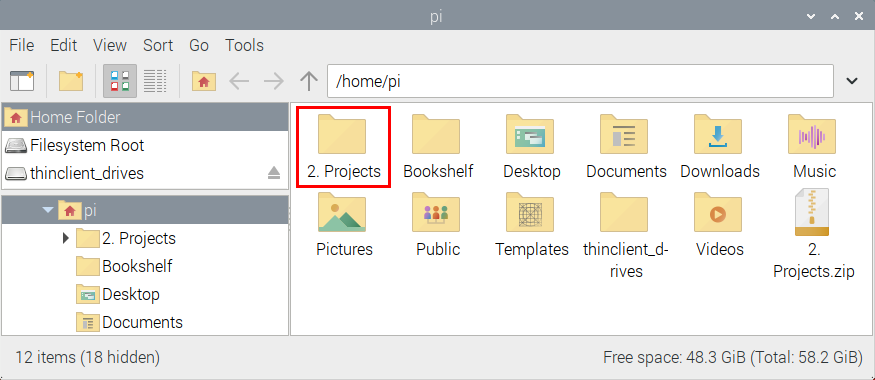 pi
File Edit View Sort Go Tools
/home/pi
Home Folder
Filesystem Root
thinclient_drives
pi
2. Projects
Bookshelf
Desktop
Documents
2. Projects Bookshelf Desktop Documents Downloads Music
Pictures Public Templates thinclient_d-
rives Videos 2.
Projects.zip
12 items (18 hidden) Free space: 48.3 GiB (Total: 58.2 GiB)